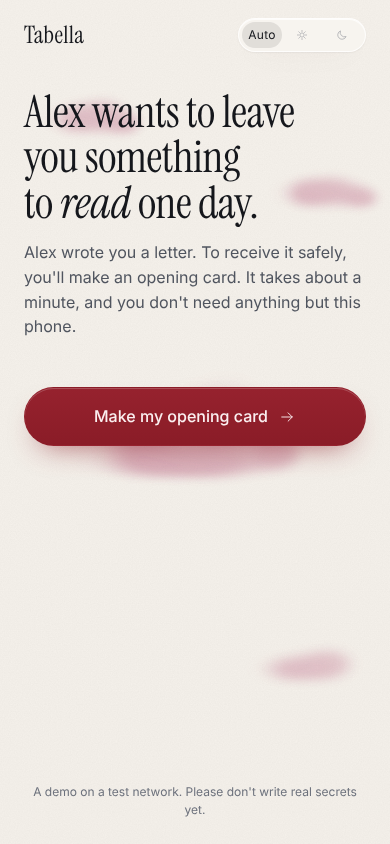 Tabella
Auto
Alex wants to leave
you something
to read one day.
Alex wrote you a letter. To receive it safely,
you'll make an opening card. It takes about a
minute, and you don't need anything but this
phone.
Make my opening card →
A demo on a test network. Please don't write real secrets
yet.